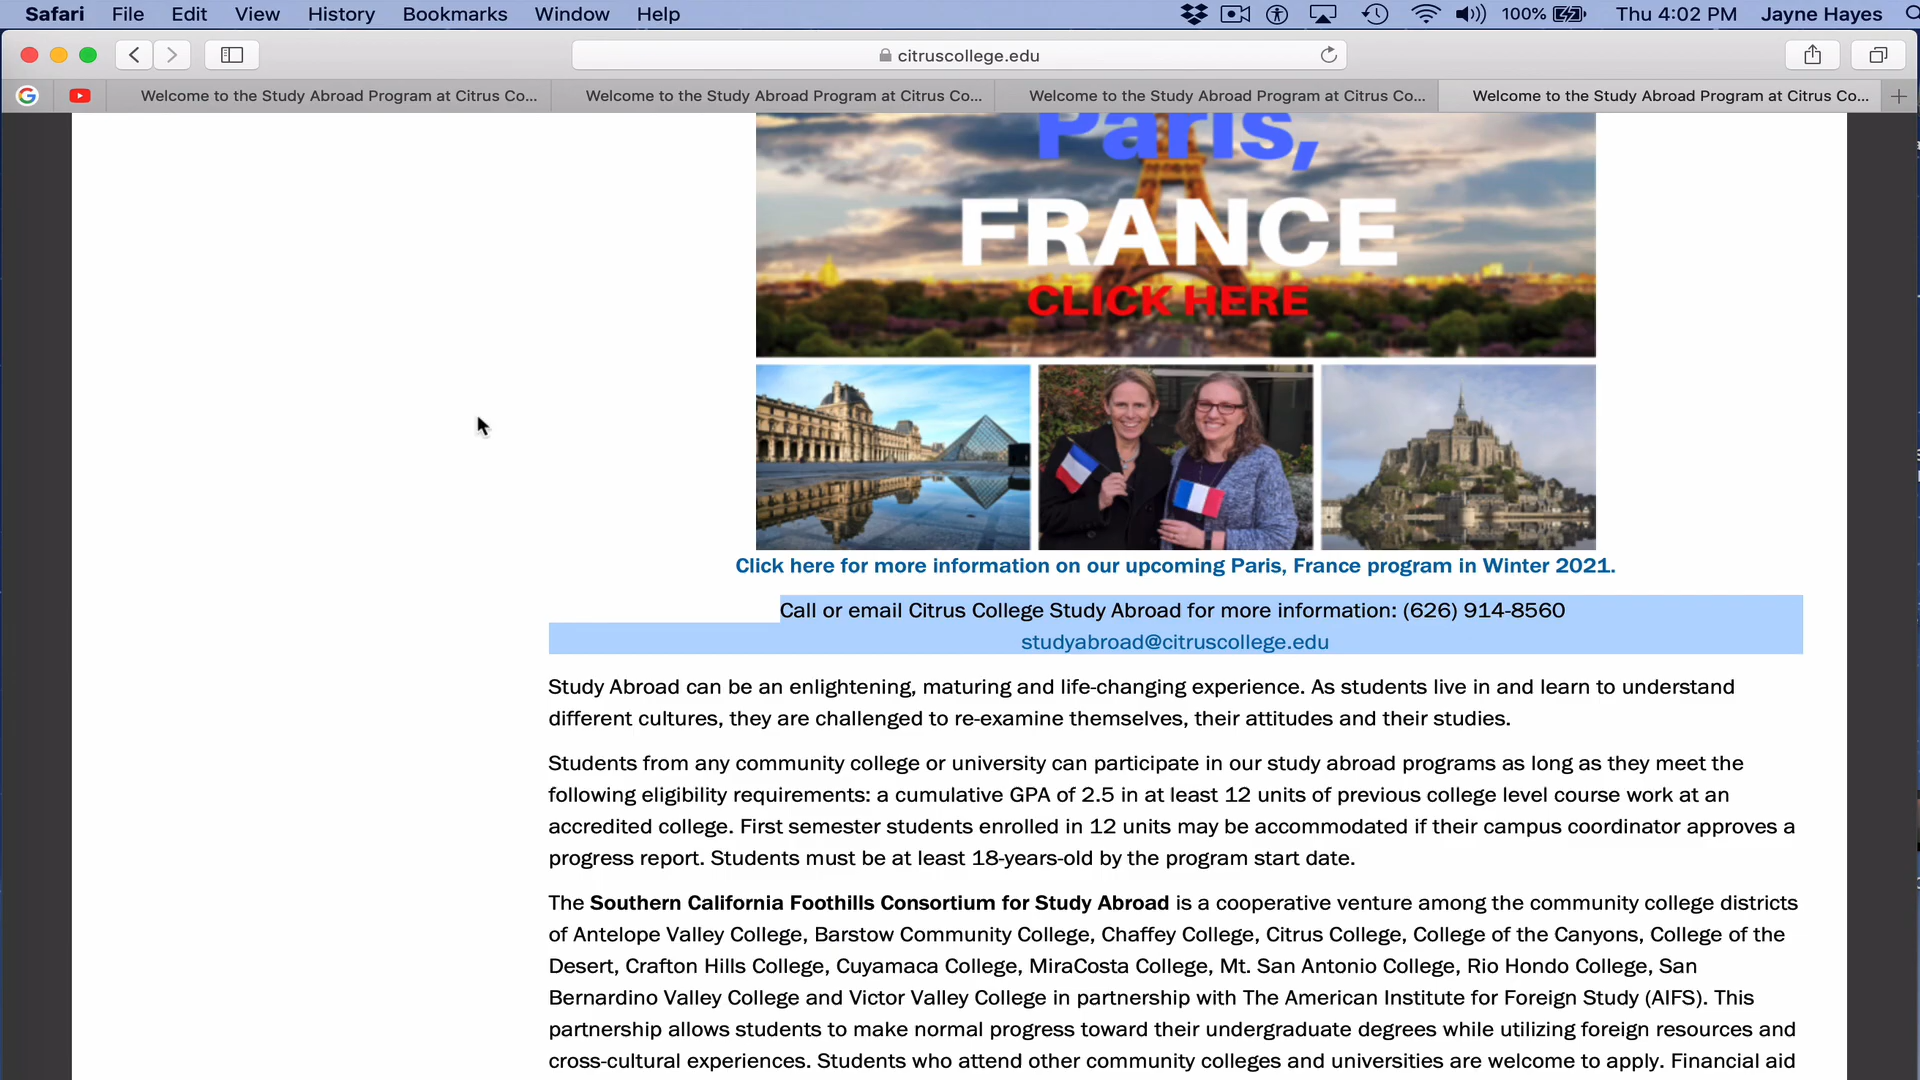 Safari File Edit View History Bookmarks Window Help 100% Thu 4:02 PM Jayne Hayes
citruscollege.edu
Welcome to the Study Abroad Program at Citrus Co... Welcome to the Study Abroad Program at Citrus Co... Welcome to the Study Abroad Program at Citrus Co... Welcome to the Study Abroad Program at Citrus Co...
Paris,
FRANCE
CLICK HERE
Click here for more information on our upcoming Paris, France program in Winter 2021.
Call or email Citrus College Study Abroad for more information: (626) 914-8560
studyabroad@citruscollege.edu
Study Abroad can be an enlightening, maturing and life-changing experience. As students live in and learn to understand
different cultures, they are challenged to re-examine themselves, their attitudes and their studies.
Students from any community college or university can participate in our study abroad programs as long as they meet the
following eligibility requirements: a cumulative GPA of 2.5 in at least 12 units of previous college level course work at an
accredited college. First semester students enrolled in 12 units may be accommodated if their campus coordinator approves a
progress report. Students must be at least 18-years-old by the program start date.
The Southern California Foothills Consortium for Study Abroad is a cooperative venture among the community college districts
of Antelope Valley College, Barstow Community College, Chaffey College, Citrus College, College of the Canyons, College of the
Desert, Crafton Hills College, Cuyamaca College, MiraCosta College, Mt. San Antonio College, Rio Hondo College, San
Bernardino Valley College and Victor Valley College in partnership with The American Institute for Foreign Study (AIFS). This
partnership allows students to make normal progress toward their undergraduate degrees while utilizing foreign resources and
cross-cultural experiences. Students who attend other community colleges and universities are welcome to apply. Financial aid